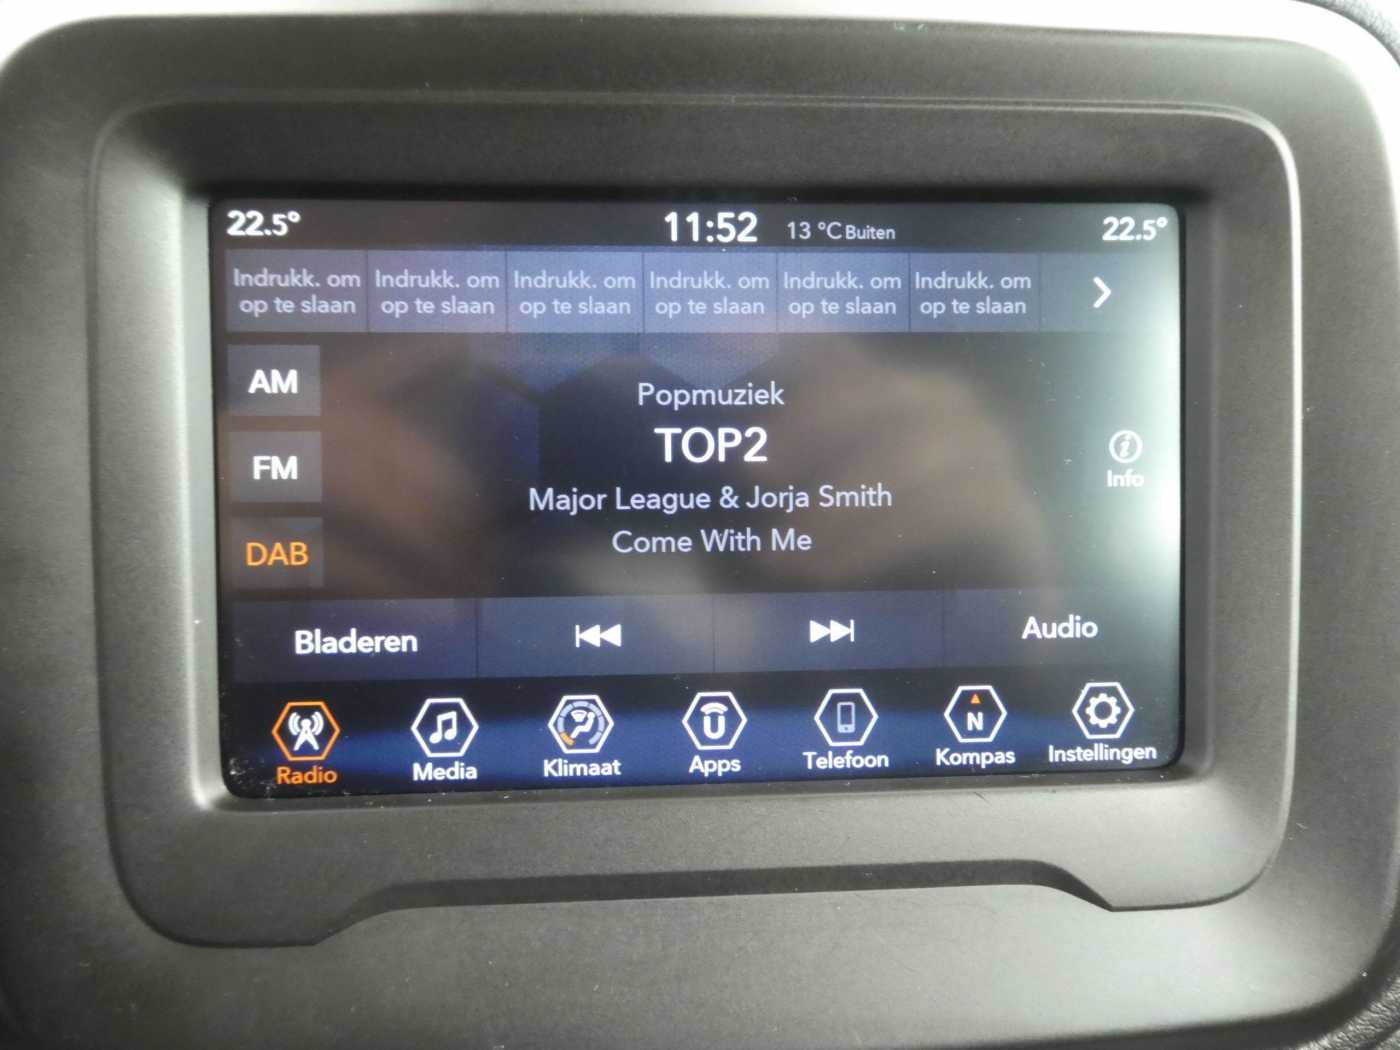 22.5°
11:52
13 °C Buiten
22.5°
Indrukk. om
op te slaan
Indrukk. om
op te slaan
Indrukk. om
op te slaan
Indrukk. om
op te slaan
Indrukk. om
op te slaan
Indrukk. om
op te slaan
AM
FM
DAB
Popmuziek
TOP2
Major League & Jorja Smith
Come With Me
i
Info
Bladeren
Audio
Radio
Media
Klimaat
U
Apps
Telefoon
N
Kompas
Instellingen